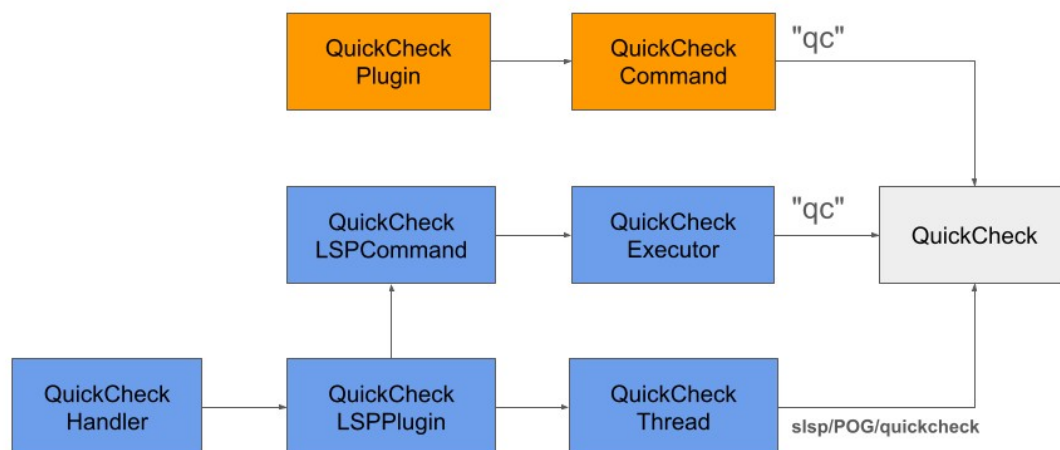 QuickCheck
Plugin
QuickCheck
Command
"qc"
QuickCheck
LSPCommand
QuickCheck
Executor
"qc"
QuickCheck
QuickCheck
Handler
QuickCheck
LSPPlugin
QuickCheck
Thread
slsp/POG/quickcheck